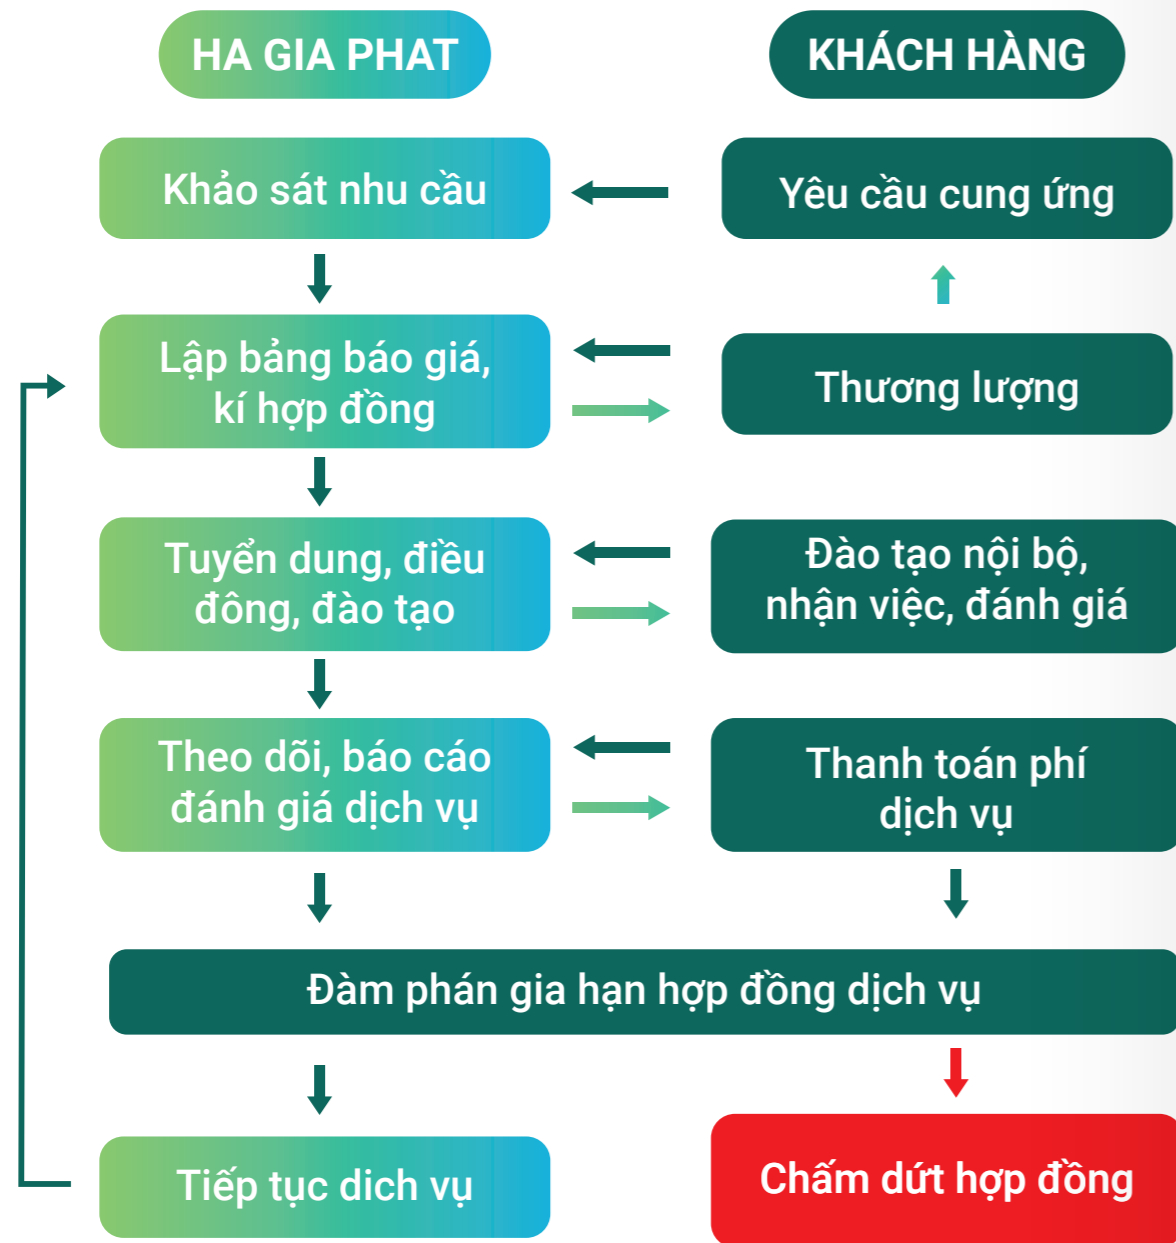 HA GIA PHAT
KHÁCH HÀNG
Khảo sát nhu cầu
Yêu cầu cung ứng
Lập bảng báo giá,
kí hợp đồng
Thương lượng
Tuyển dung, điều
đông, đào tạo
Đào tạo nội bộ,
nhận việc, đánh giá
Theo dõi, báo cáo
đánh giá dịch vụ
Thanh toán phí
dịch vụ
Đàm phán gia hạn hợp đồng dịch vụ
Tiếp tục dich vụ
Chấm dứt hợp đồng